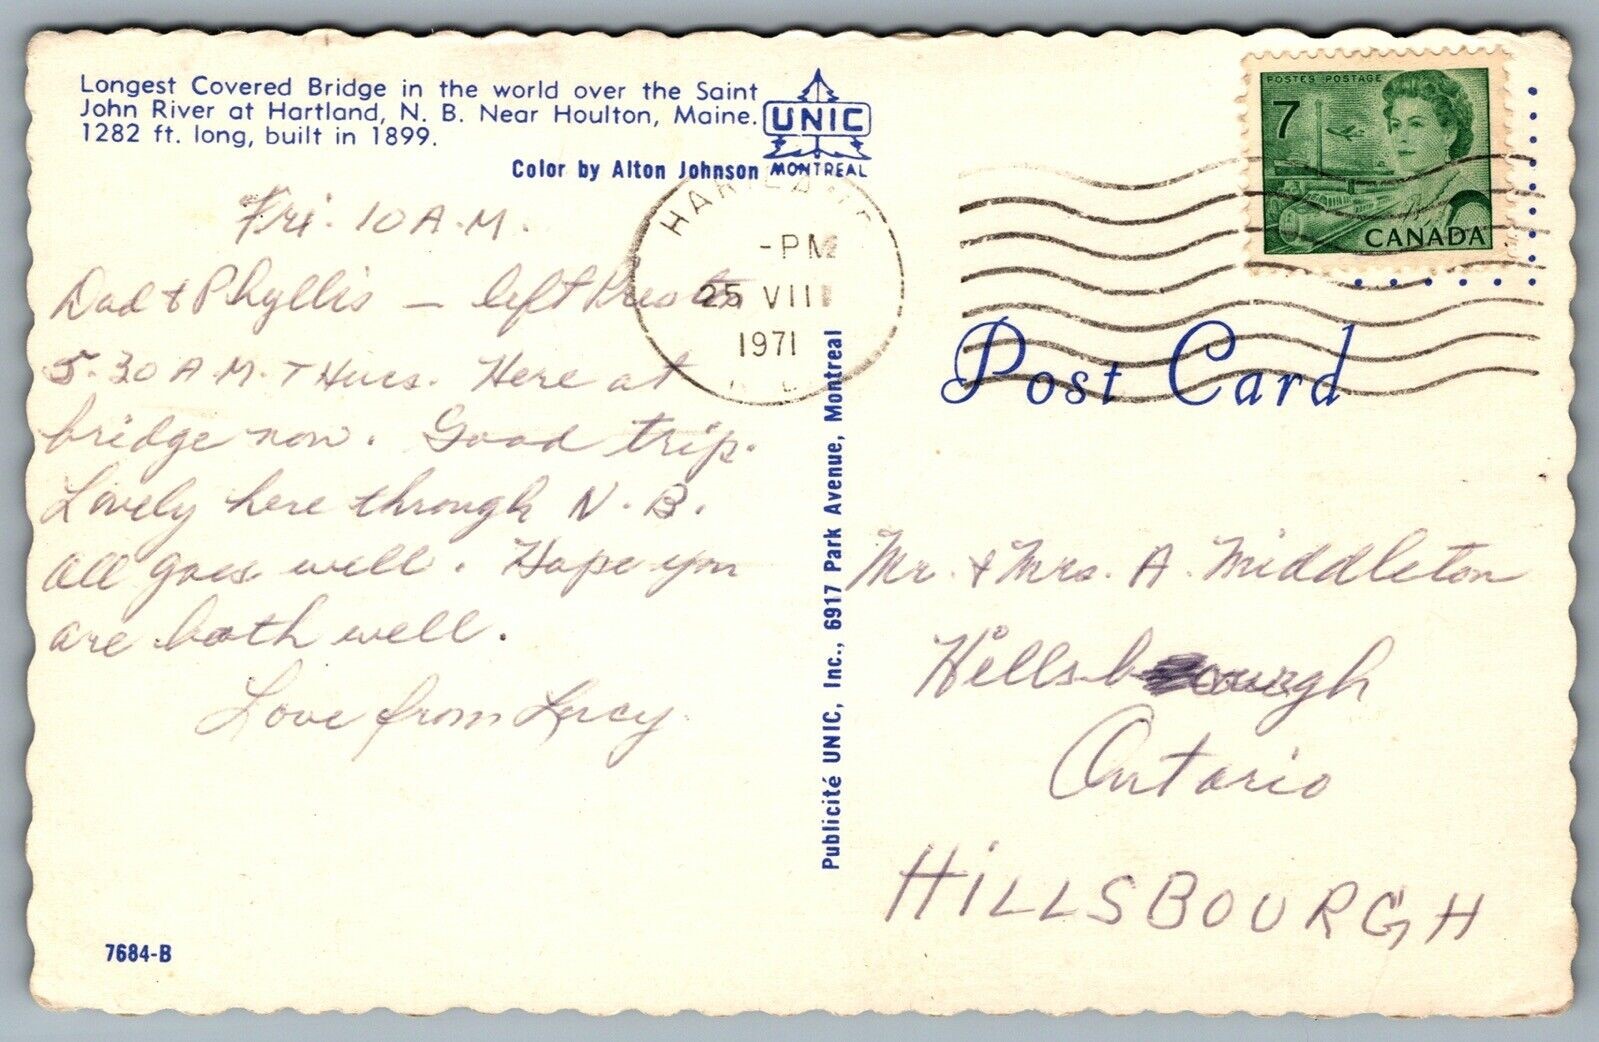 Longest Covered Bridge in the world over the Saint
John River at Hartland, N. B. Near Houlton, Maine.
1282 ft. long, built in 1899.
Color by Alton Johnson
UNIC
MONTREAL
Fri. 10 A.M.
Dad & Phyllis — left Preston
5.30 A.M. THurs. Here at
bridge now. Good trip.
Lovely here through N.B.
All goes well. Hope you
are both well.
Love from Lucy.
7684-B
Publicité UNIC, Inc., 6917 Park Avenue, Montreal
-PM
25 VIII
1971
POSTES POSTAGE
7
CANADA
Post Card
Mr. & Mrs. A. Middleton
Hillsbourgh
Ontario
HILLSBOURGH